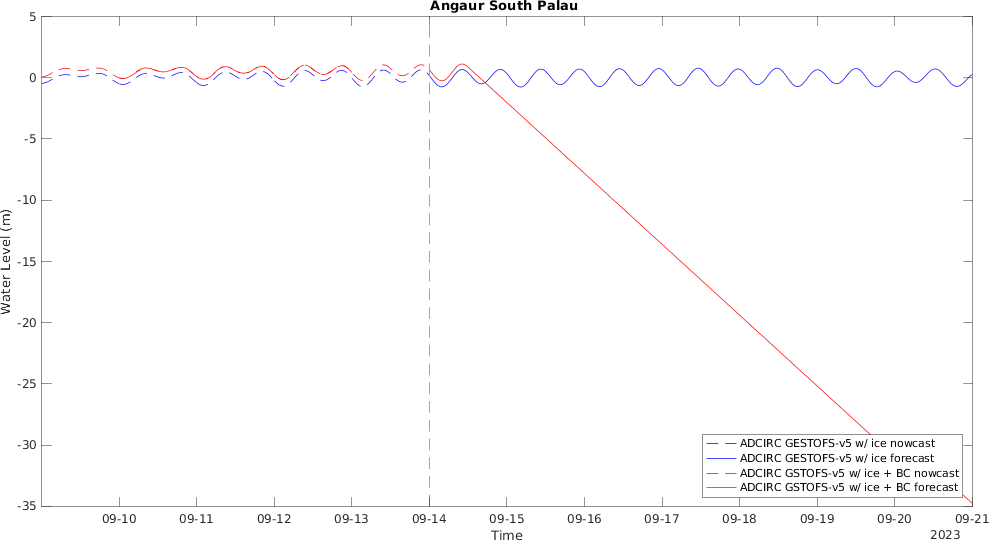 Angaur South Palau
5
0
-5
-10
-15
-20
-25
-30
-35
Water Level (m)
ADCIRC GESTOFS-v5 w/ ice nowcast
ADCIRC GESTOFS-v5 w/ ice forecast
ADCIRC GSTOFS-v5 w/ ice + BC nowcast
ADCIRC GSTOFS-v5 w/ ice + BC forecast
09-10 09-11 09-12 09-13 09-14 09-15 09-16 09-17 09-18 09-19 09-20 09-21
Time
2023